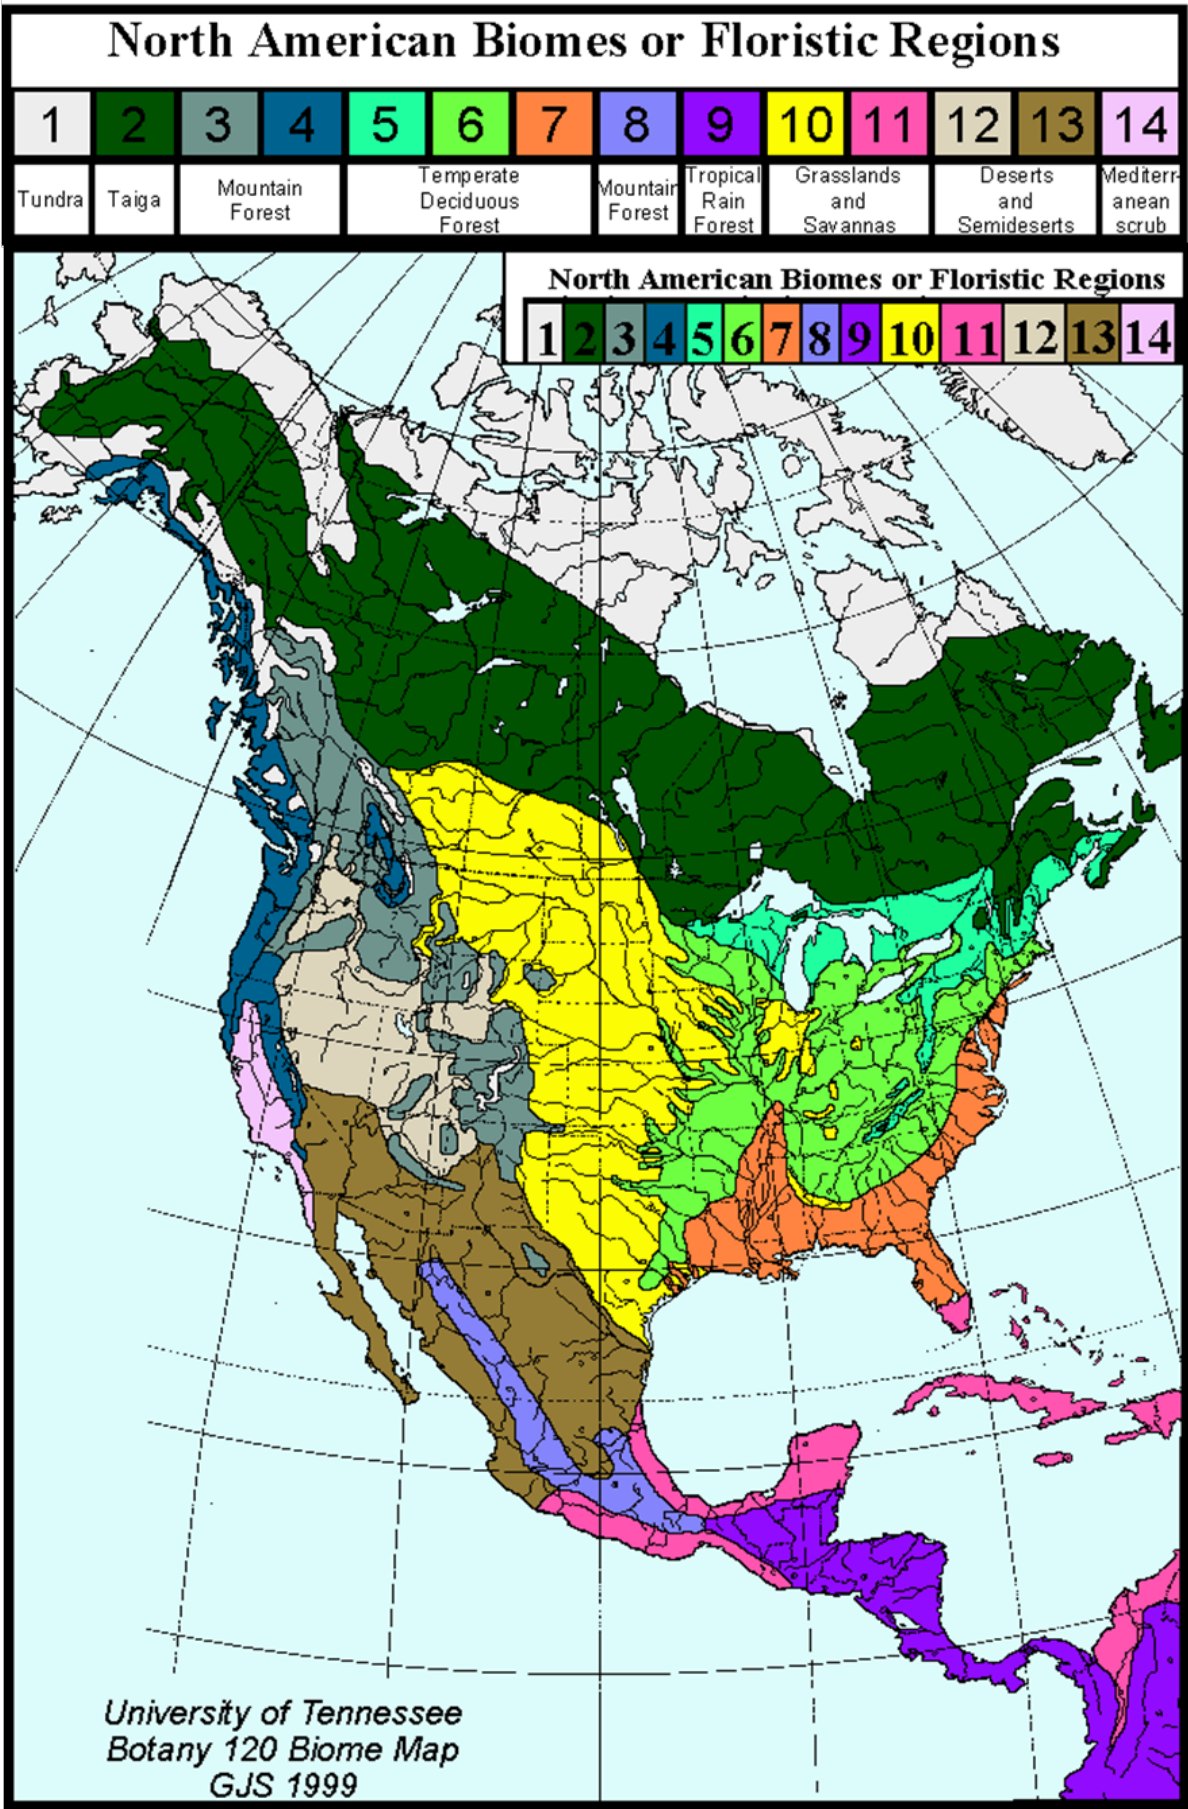 North American Biomes or Floristic Regions
1 2 3 4 5 6 7 8 9 10 11 12 13 14
Tundra
Taiga
Mountain
Forest
Temperate
Deciduous
Forest
Mountain
Forest
Tropical
Rain
Forest
Grasslands
and
Savannas
Deserts
and
Semideserts
Mediterr-
anean
scrub
North American Biomes or Floristic Regions
1 2 3 4 5 6 7 8 9 10 11 12 13 14
University of Tennessee
Botany 120 Biome Map
GJS 1999